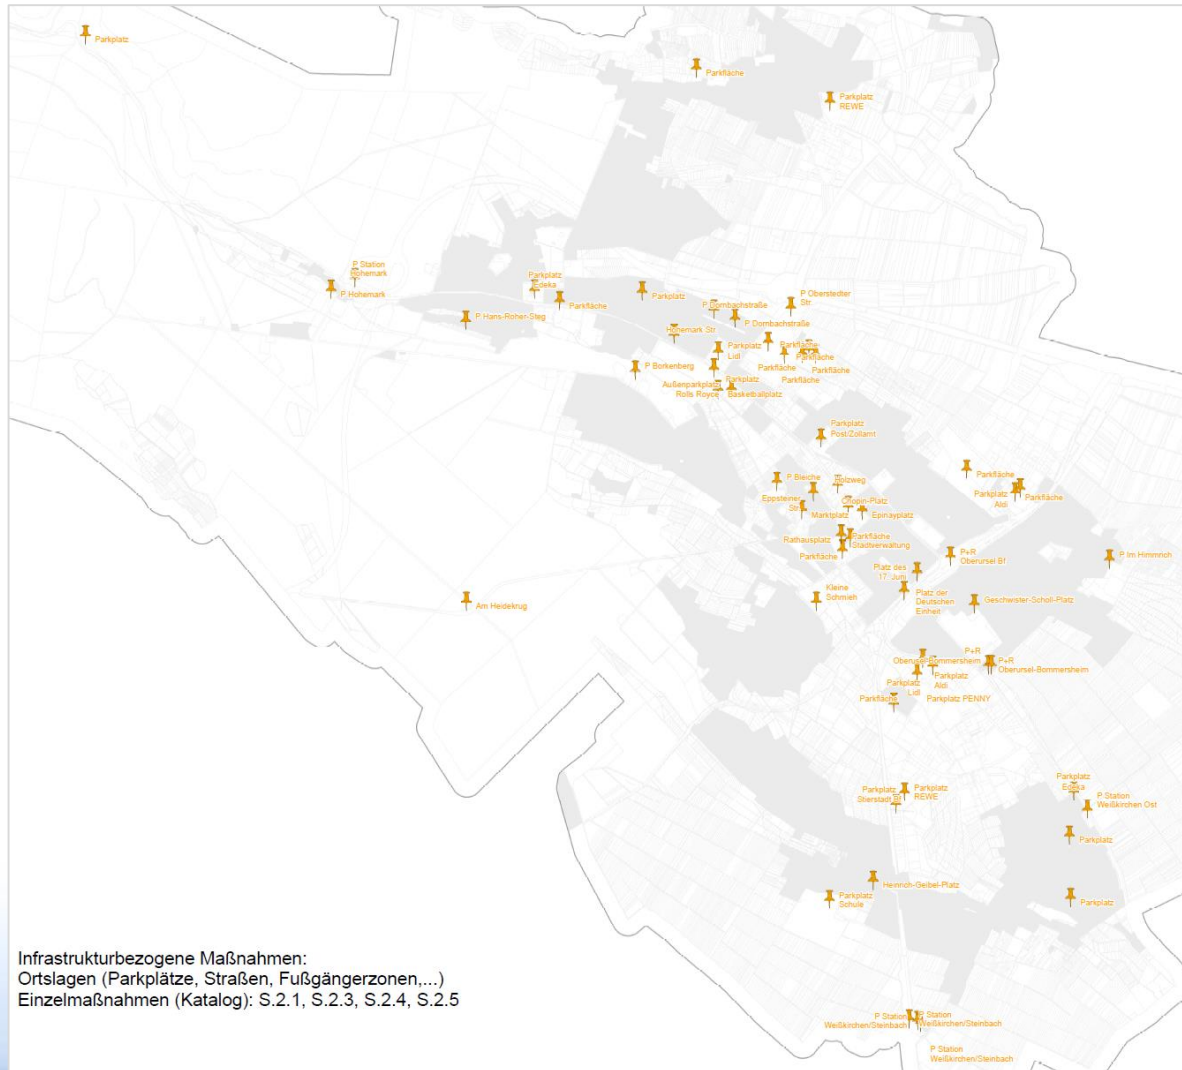 Parkplatz
Parkfläche
Parkplatz
REWE
P Station
Hohemark
P Hohemark
Parkplatz
Edeka
Parkfläche
P Hans-Roher-Steg
Parkplatz
P Dornbachstraße
P Dornbachstraße
P Oberstedter
Str.
Hohemark Str.
Parkplatz
Lidl
Parkfläche
Parkfläche
Parkfläche
Parkfläche
Parkfläche
P Borkenberg
Parkplatz
Außenparkplatz
Rolls Royce
Basketballplatz
Parkplatz
Post/Zollamt
P Bleiche
Holzweg
Parkfläche
Parkplatz
Aldi
Parkfläche
Eppsteiner
Str.
Chopin-Platz
Marktplatz
Epinayplatz
Rathausplatz
Parkfläche
Stadtverwaltung
Parkfläche
P+R
Oberursel Bf
P Im Himmrich
Platz des
17. Juni
Kleine
Schmieh
Platz der
Deutschen
Einheit
Geschwister-Scholl-Platz
Am Heidekrug
P+R
Oberusel-Bommersheim
P+R
Oberursel-Bommersheim
Parkplatz
Lidl
Parkplatz
Aldi
Parkfläche
Parkplatz PENNY
Parkplatz
Stierstadt Bf
Parkplatz
REWE
Parkplatz
Edeka
P Station
Weißkirchen Ost
Parkplatz
Heinrich-Geibel-Platz
Parkplatz
Schule
Parkplatz
Infrastrukturbezogene Maßnahmen:
Ortslagen (Parkplätze, Straßen, Fußgängerzonen,...)
Einzelmaßnahmen (Katalog): S.2.1, S.2.3, S.2.4, S.2.5
P Station
Weißkirchen/Steinbach
P Station
Weißkirchen/Steinbach
P Station
Weißkirchen/Steinbach